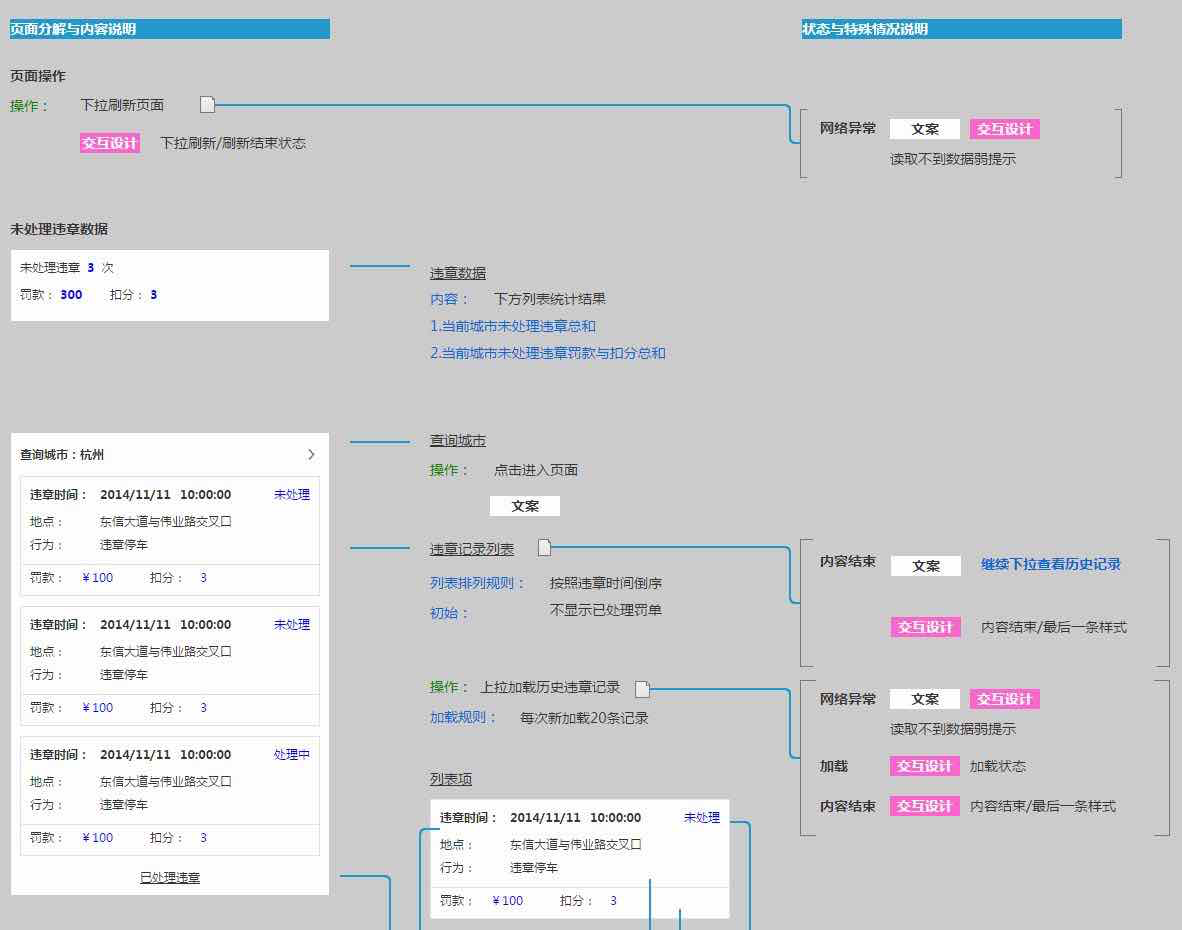 页面分解与内容说明
状态与特殊情况说明
页面操作
操作： 下拉刷新页面
交互设计 下拉刷新/刷新结束状态
网络异常 文案 交互设计
读取不到数据弱提示
未处理违章数据
未处理违章 3 次
罚款： 300 扣分： 3
违章数据
内容： 下方列表统计结果
1.当前城市未处理违章总和
2.当前城市未处理违章罚款与扣分总和
查询城市：杭州
违章时间： 2014/11/11 10:00:00 未处理
地点： 东信大道与伟业路交叉口
行为： 违章停车
罚款： ￥100 扣分： 3
违章时间： 2014/11/11 10:00:00 未处理
地点： 东信大道与伟业路交叉口
行为： 违章停车
罚款： ￥100 扣分： 3
违章时间： 2014/11/11 10:00:00 处理中
地点： 东信大道与伟业路交叉口
行为： 违章停车
罚款： ￥100 扣分： 3
已处理违章
查询城市
操作： 点击进入页面
文案
违章记录列表
列表排列规则： 按照违章时间倒序
初始： 不显示已处理罚单
操作： 上拉加载历史违章记录
加载规则： 每次新加载20条记录
列表项
违章时间： 2014/11/11 10:00:00 未处理
地点： 东信大道与伟业路交叉口
行为： 违章停车
罚款： ￥100 扣分： 3
内容结束 文案 继续下拉查看历史记录
交互设计 内容结束/最后一条样式
网络异常 文案 交互设计
读取不到数据弱提示
加载 交互设计 加载状态
内容结束 交互设计 内容结束/最后一条样式